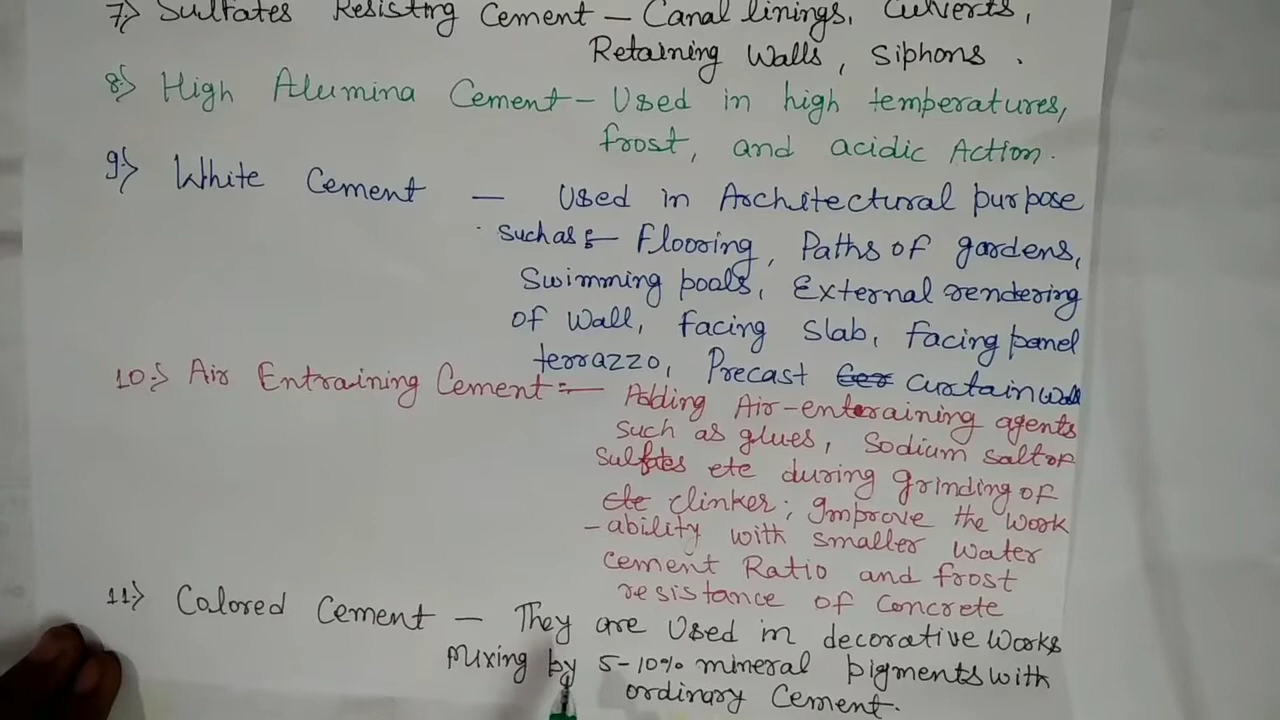 7) Sulfates Resisting Cement – Canal linings, Culverts,
Retaining Walls, Siphons.
8) High Alumina Cement – Used in high temperatures,
frost, and acidic Action.
9) White Cement – Used in Architectural purpose
such as :- Flooring, Paths of gardens,
Swimming pools, External rendering
of wall, facing slab, facing panel
terrazzo, Precast curtain wall
10) Air Entraining Cement :- Adding Air-entraining agents
such as glues, Sodium salt of
Sulfates etc during grinding of
etc clinker; Improve the work
-ability with smaller water
cement Ratio and frost
resistance of concrete
11) Colored Cement – They are Used in decorative works
Mixing by 5-10% mineral pigments with
ordinary Cement.